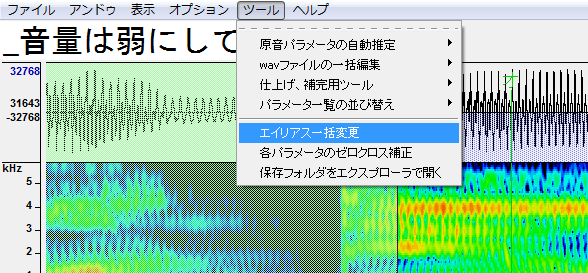 ファイル アンドゥ 表示 オプション ツール ヘルプ
_音量は弱にして
原音パラメータの自動推定
wavファイルの一括編集
仕上げ、補完用ツール
パラメータ一覧の並び替え
エイリアス一括変更
各パラメータのゼロクロス補正
保存フォルダをエクスプローラで開く
32768
31643
-32768
kHz
5
4
3
2
1